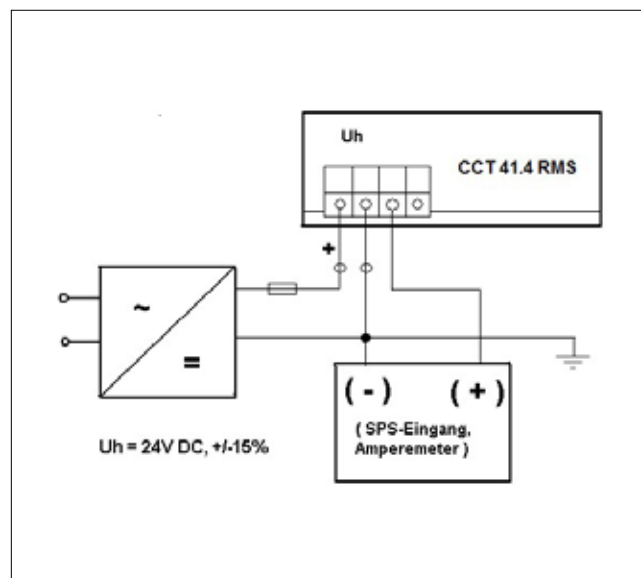 Uh
CCT 41.4 RMS
+
~
=
( - ) ( + )
( SPS-Eingang,
Amperemeter )
Uh = 24V DC, +/-15%